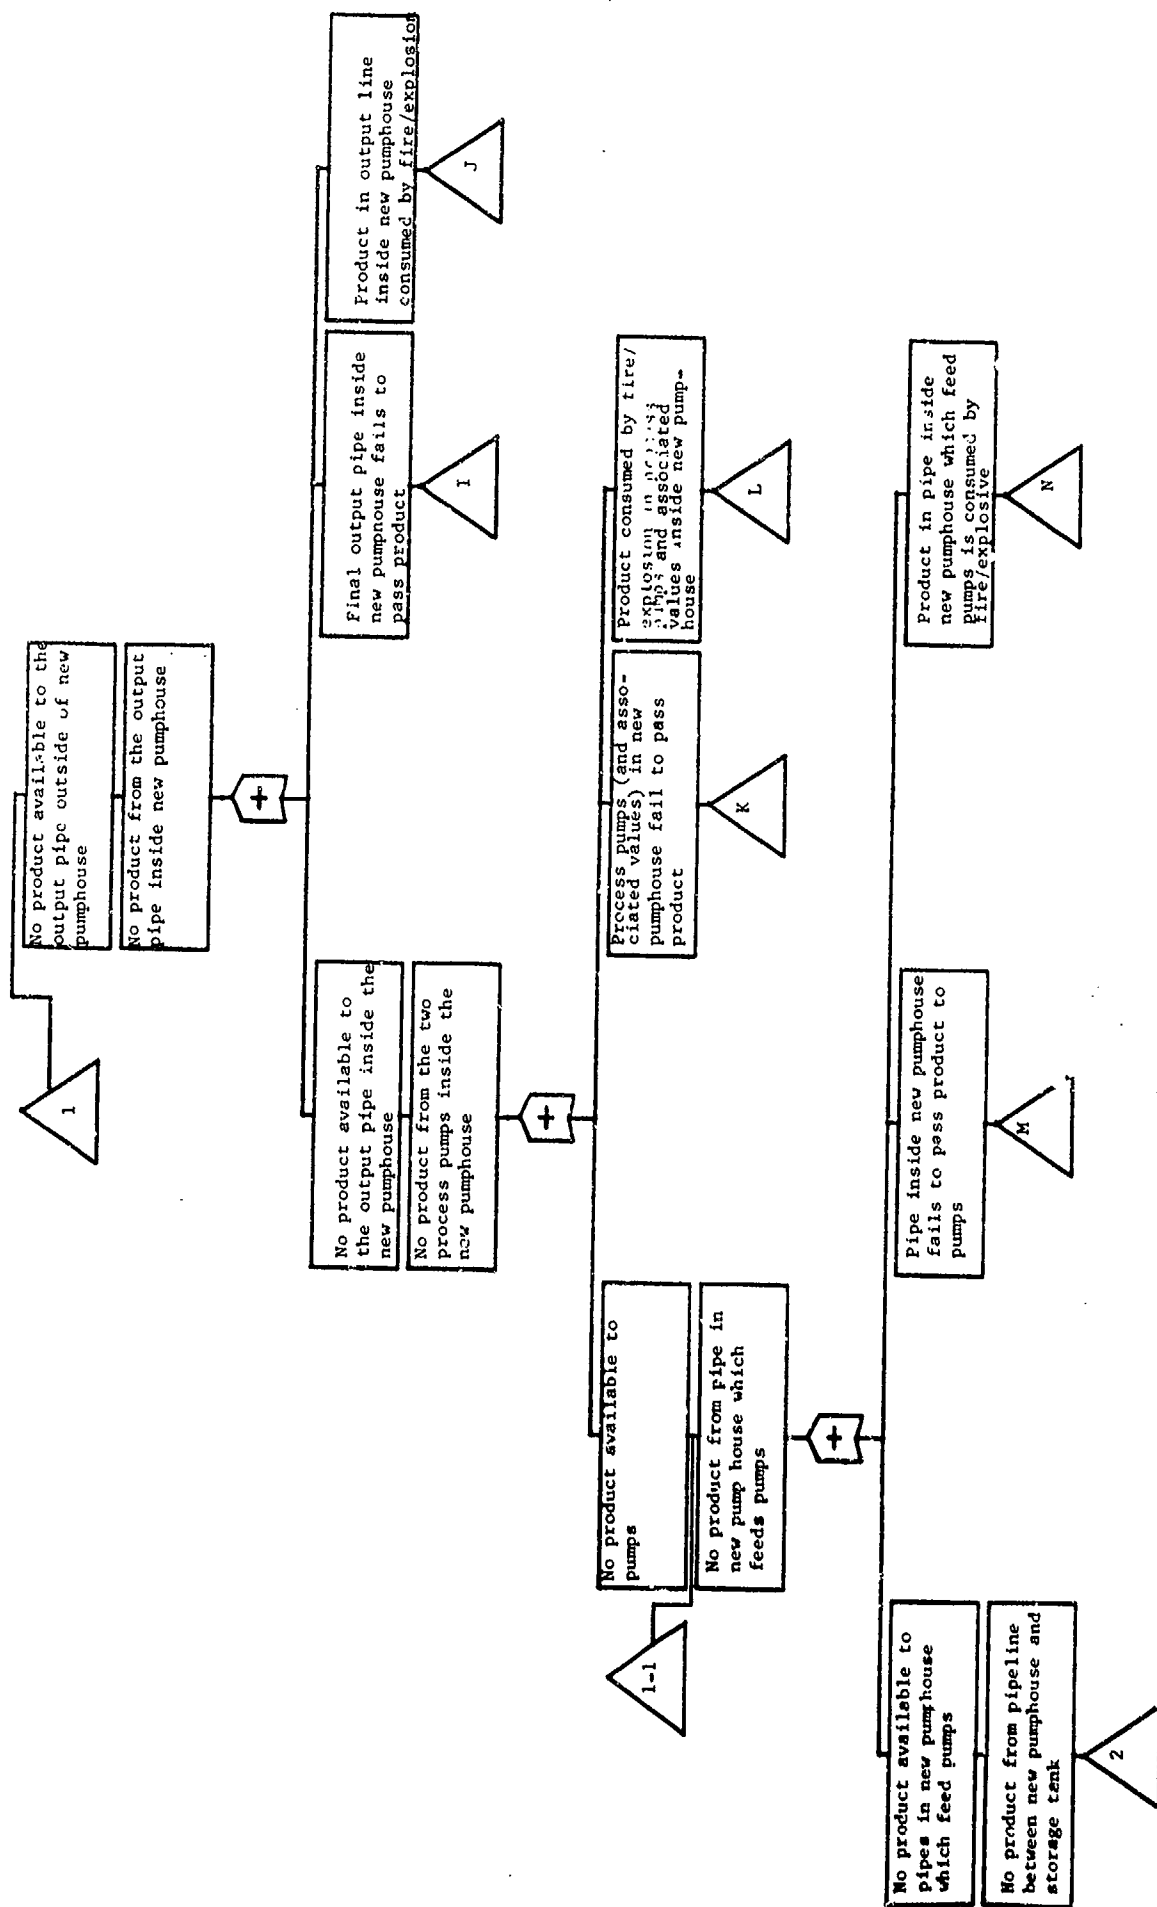 1
No product available to the
output pipe outside of new
pumphouse
No product from the output
pipe inside new pumphouse
+
No product available to
the output pipe inside the
new pumphouse
No product from the two
process pumps inside the
new pumphouse
Final output pipe inside
new pumpnouse fails to
pass product
I
Product in output line
inside new pumphouse
consumed by fire/explosion
J
+
No product available to
pumps
1-1
No product from pipe in
new pump house which
feeds pumps
Process pumps (and asso-
ciated values) in new
pumphouse fail to pass
product
K
Product consumed by fire/
explosion in
pumps and associated
values inside new pump-
house
L
+
No product available to
pipes in new pumphouse
which feed pumps
No product from pipeline
between new pumphouse and
storage tank
2
Pipe inside new pumphouse
fails to pass product to
pumps
M
Product in pipe inside
new pumphouse which feed
pumps is consumed by
fire/explosive
N